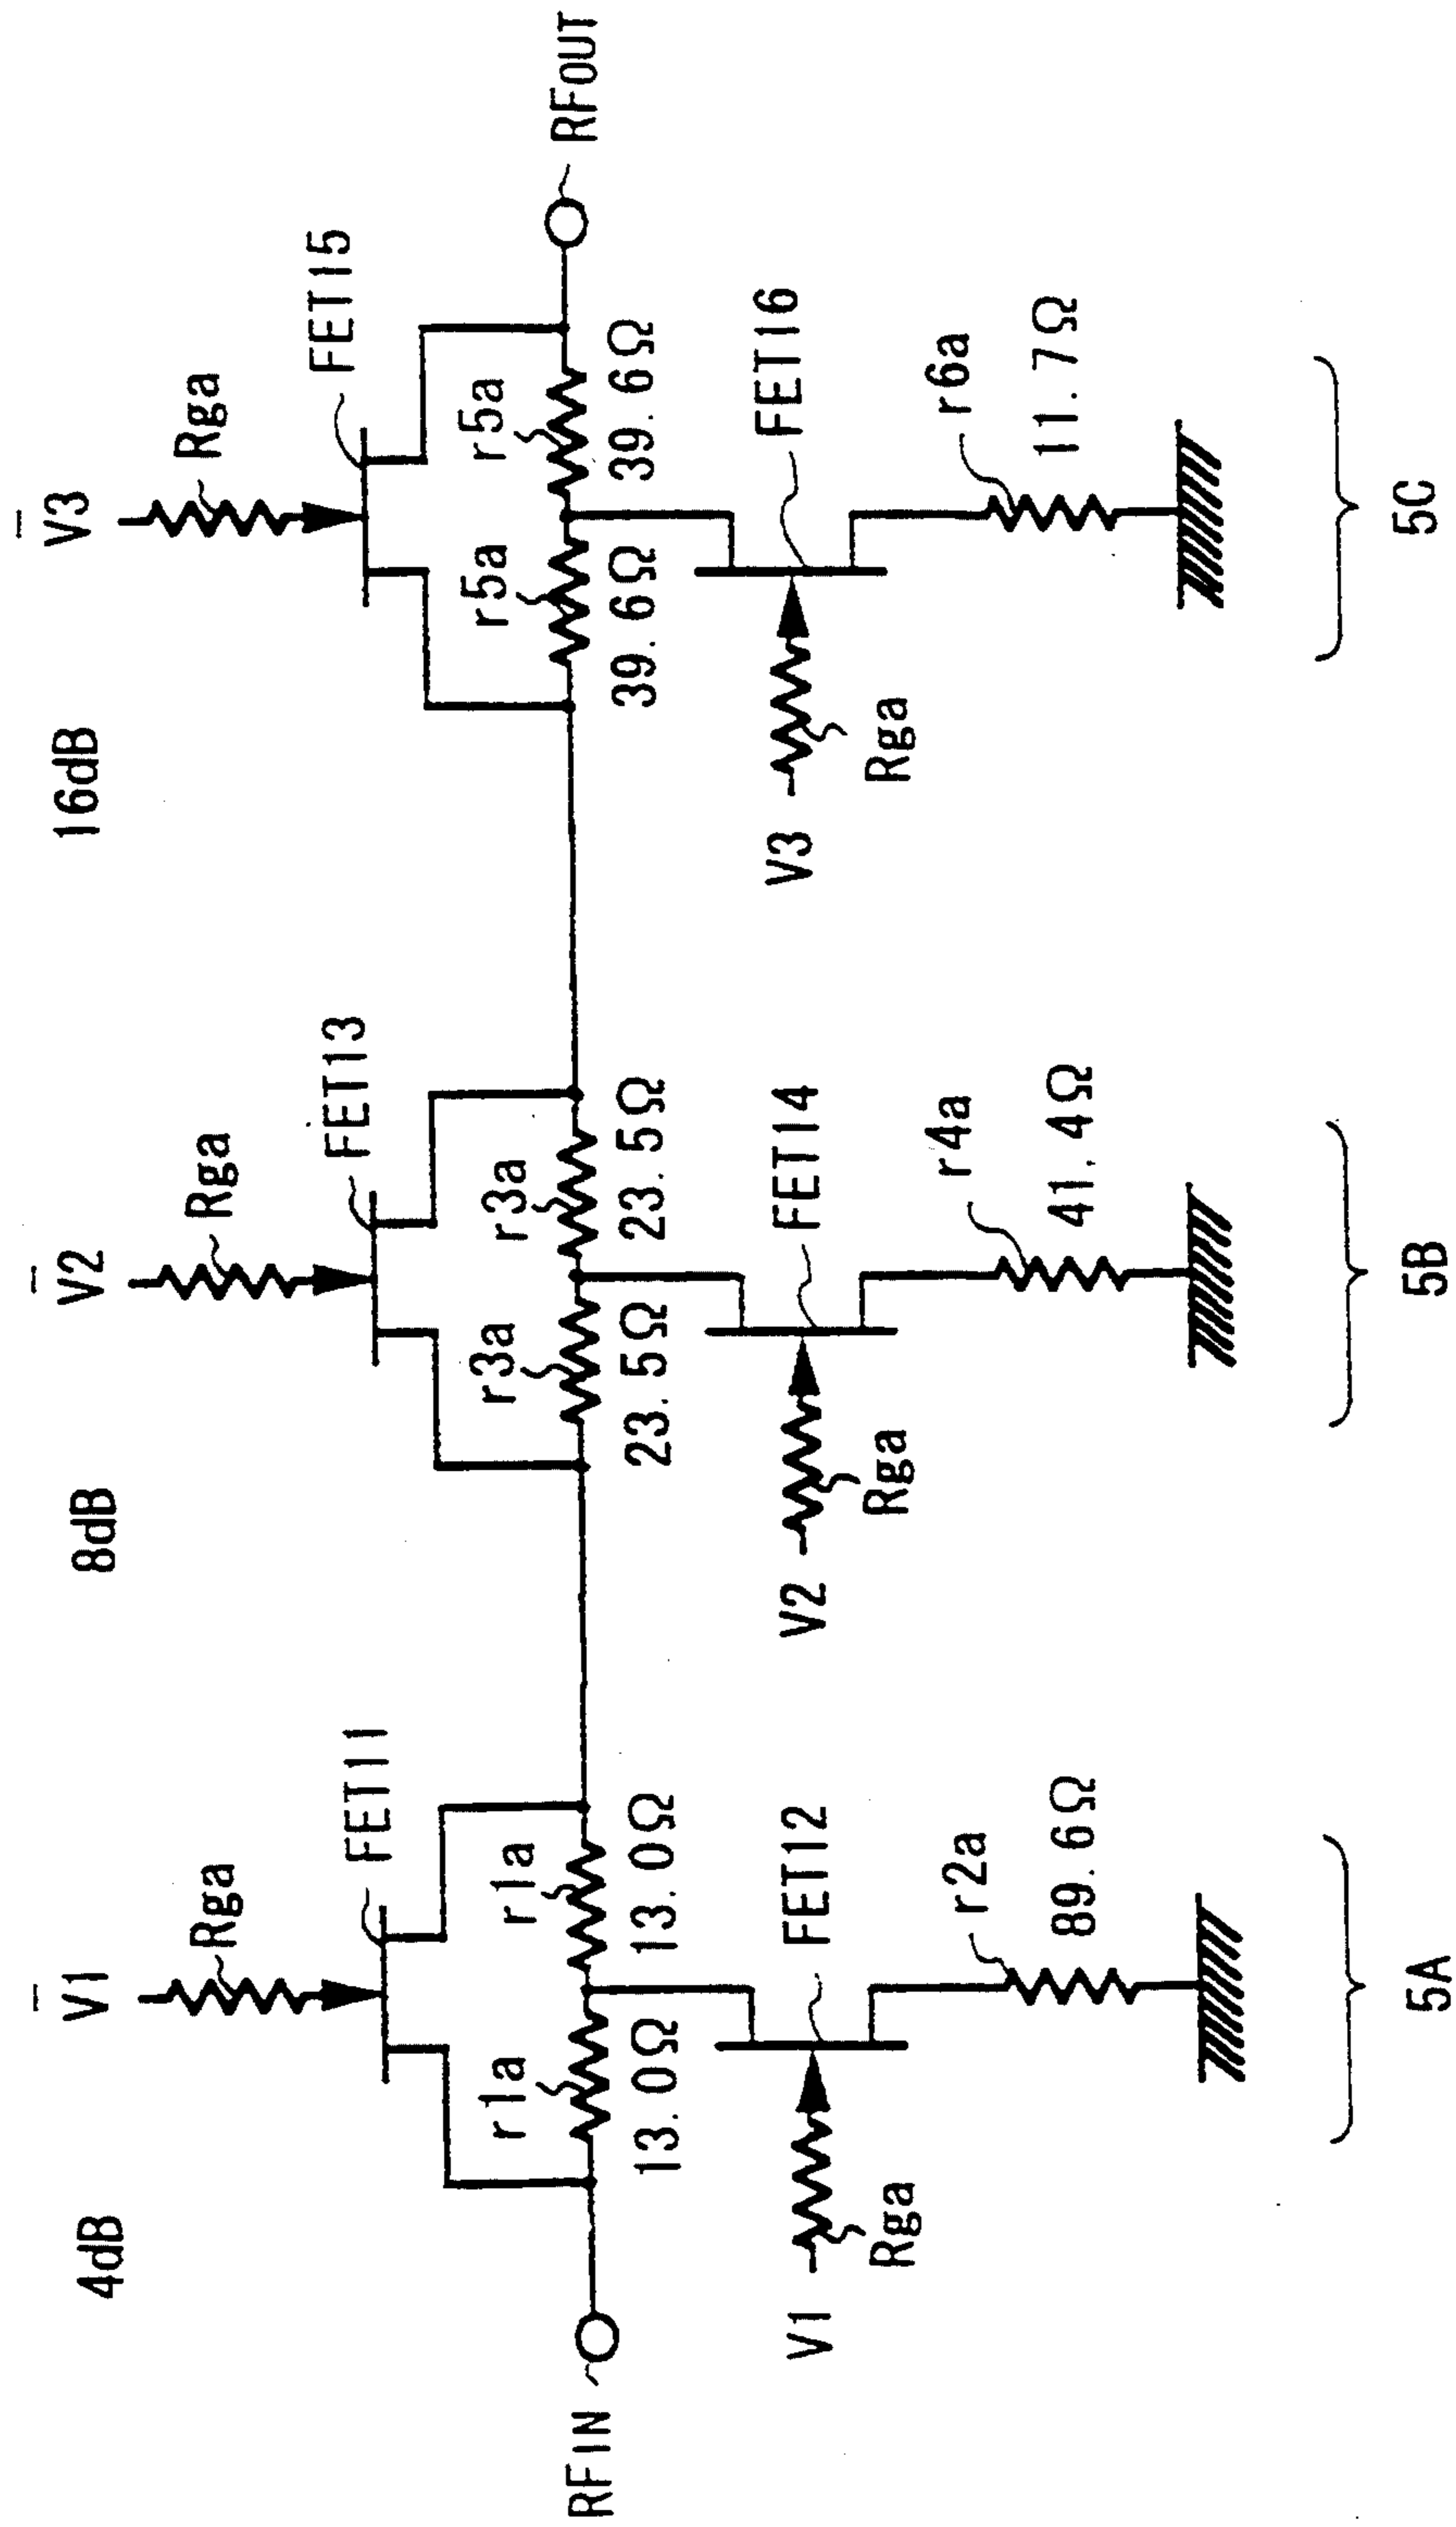 4dB
8dB
16dB
V̅1
V̅2
V̅3
Rga
Rga
Rga
FET11
FET13
FET15
r1a
r1a
r3a
r3a
r5a
r5a
RFIN
RFOUT
13.0Ω
13.0Ω
23.5Ω
23.5Ω
39.6Ω
39.6Ω
FET12
FET14
FET16
V1
V2
V3
Rga
Rga
Rga
r2a
r4a
r6a
89.6Ω
41.4Ω
11.7Ω
5A
5B
5C